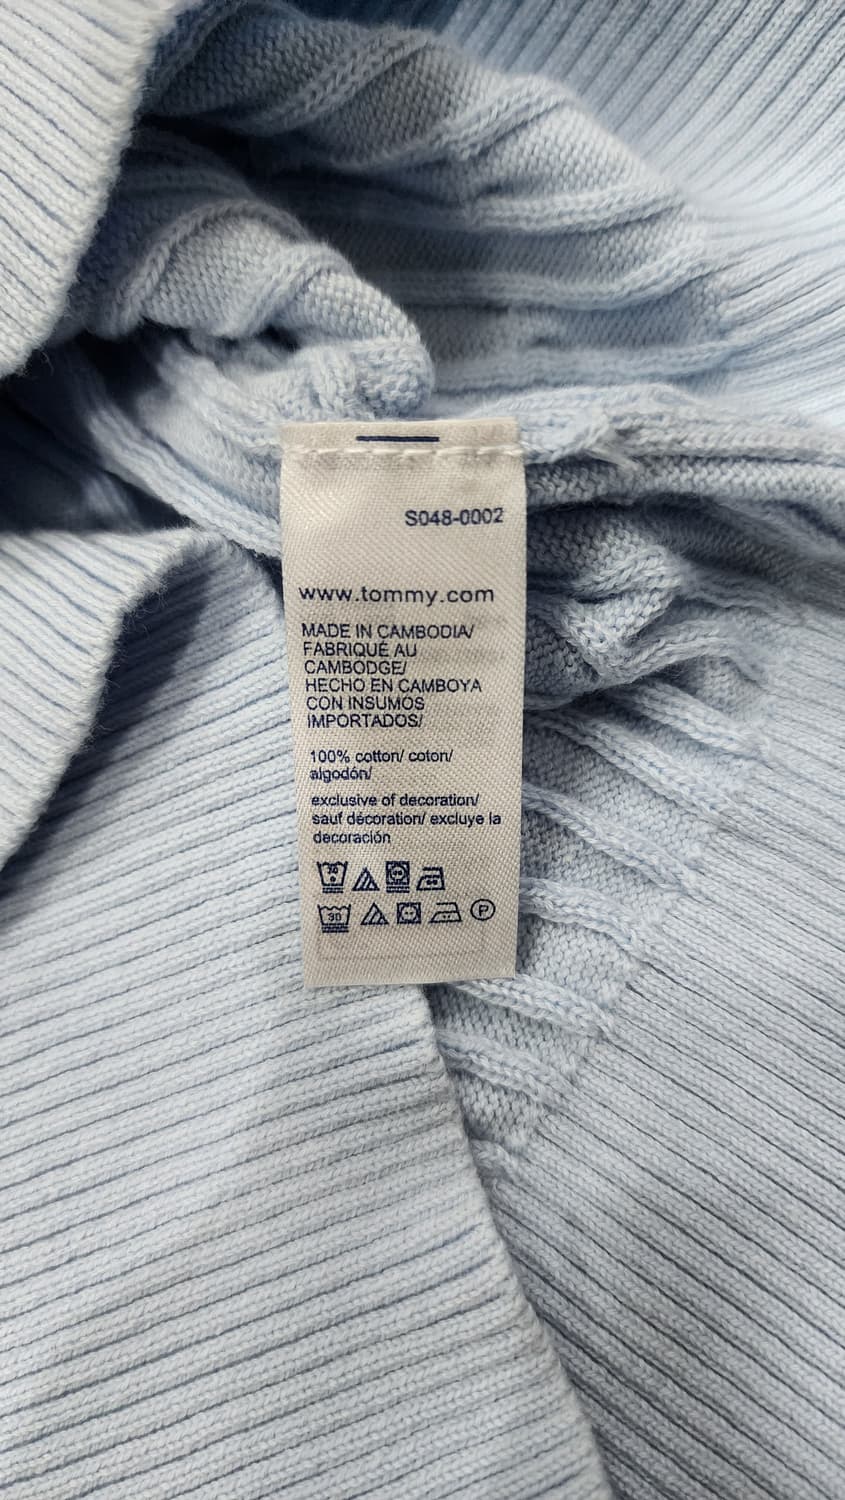 S048-0002
www.tommy.com
MADE IN CAMBODIA/
FABRIQUÉ AU
CAMBODGE/
HECHO EN CAMBOYA
CON INSUMOS
IMPORTADOS/
100% cotton/ coton/
algodón/
exclusive of decoration/
sauf décoration/ excluye la
decoración
30
30 P